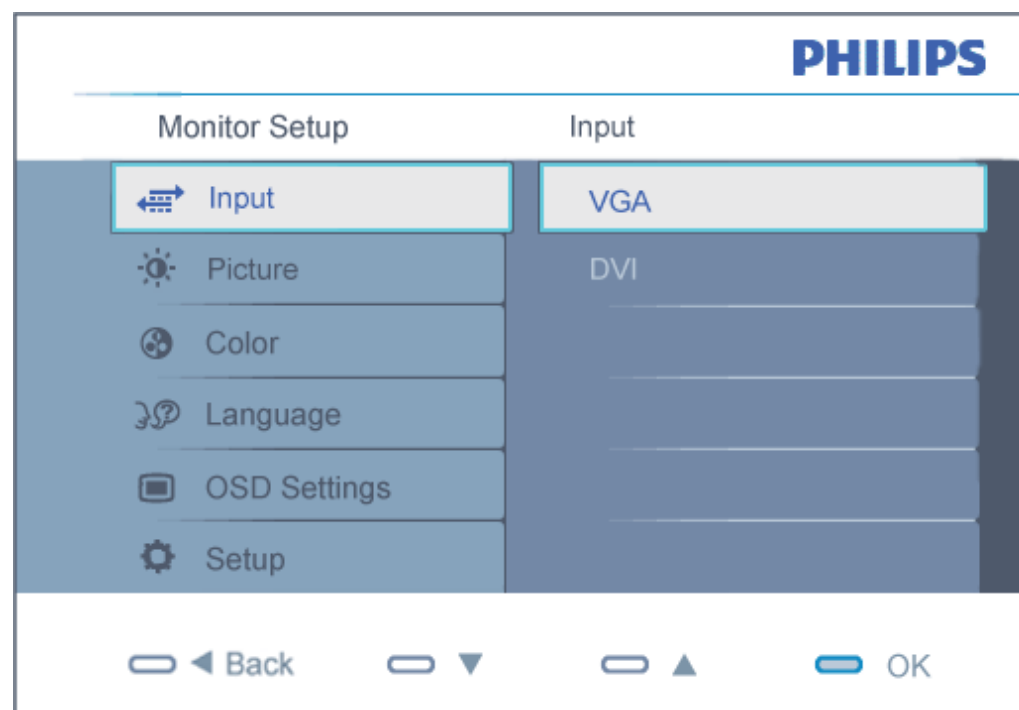 PHILIPS
Monitor Setup Input
Input VGA
Picture DVI
Color
Language
OSD Settings
Setup
Back OK